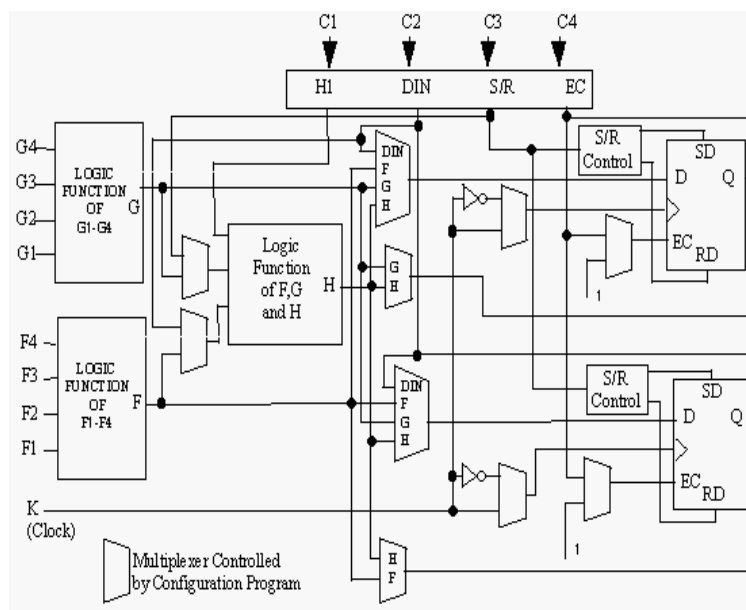 C1 C2 C3 C4
H1 DIN S/R EC
G4
G3
G2
G1
LOGIC
FUNCTION
OF
G1-G4
G
DIN
F
G
H
S/R
Control
SD
D Q
EC
RD
1
Logic
Function
of F,G
and H
H
G
H
F4
F3
F2
F1
LOGIC
FUNCTION
OF
F1-F4
F
DIN
F
G
H
S/R
Control
SD
D Q
EC
RD
1
K
(Clock)
H
F
Multiplexer Controlled
by Configuration Program